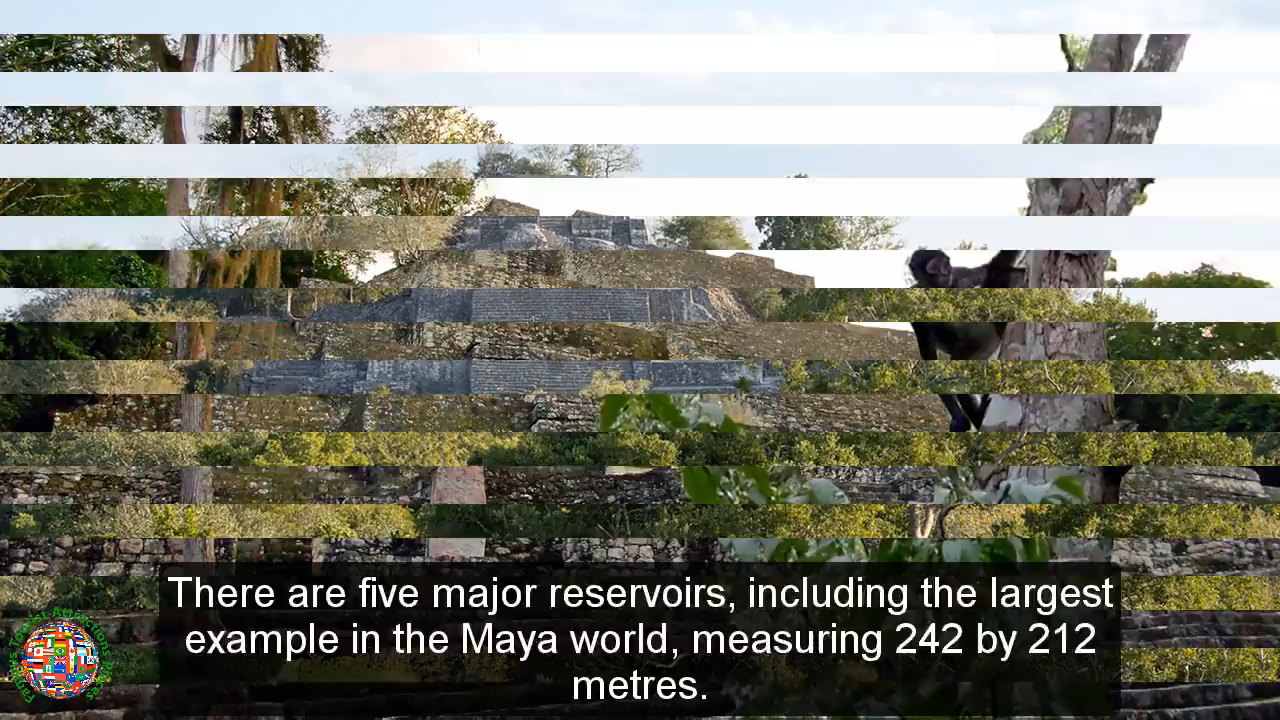 There are five major reservoirs, including the largest
example in the Maya world, measuring 242 by 212
metres.